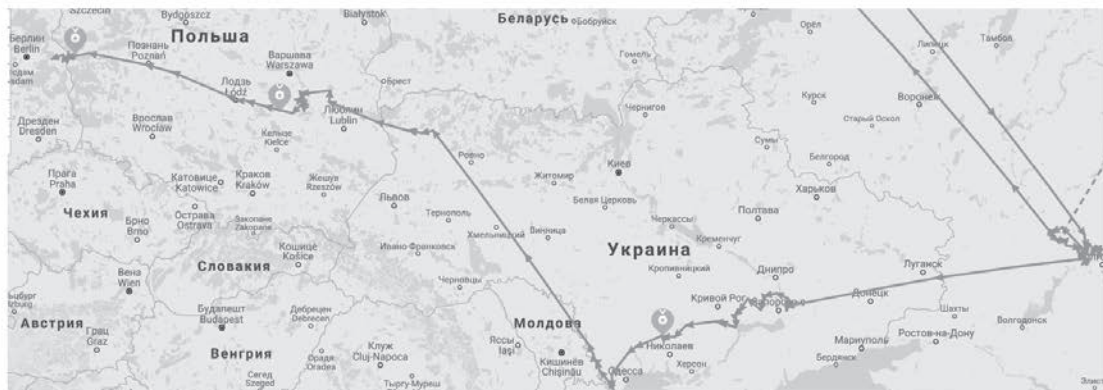 Szczecin
Bydgoszcz
Польша
Białystok
Беларусь
Бобруйск
Орёл
Липецк
Тамбов
Берлин
Berlin
Познань
Poznań
Варшава
Warszawa
Гомель
Брест
Лодзь
Łódź
Курск
Воронеж
Чернигов
Старый Оскол
Дрезден
Dresden
Врослав
Wrocław
Люблин
Lublin
Кельце
Kielce
Сумы
Ровно
Белгород
Прага
Praha
Катовице
Katowice
Краков
Kraków
Жешув
Rzeszów
Житомир
Киев
Харьков
Львов
Белая Церковь
Чехия
Острава
Ostrava
Закопане
Zakopane
Тернополь
Хмельницкий
Винница
Черкассы
Полтава
Брно
Brno
Кошице
Košice
Ивано-Франковск
Украина
Кременчуг
Словакия
Вена
Wien
Черновцы
Кропивницкий
Днипро
Луганск
Будапешт
Budapest
Дебрецен
Debrecen
Кривой Рог
Донецк
Австрия
Молдова
Шахты
Волгодонск
Грац
Graz
Яссы
Iași
Николаев
Мариуполь
Ростов-на-Дону
Венгрия
Орадя
Oradea
Клуж
Cluj-Napoca
Кишинёв
Chișinău
Херсон
Бердянск
Одесса
Сегед
Szeged
Тыргу-Муреш